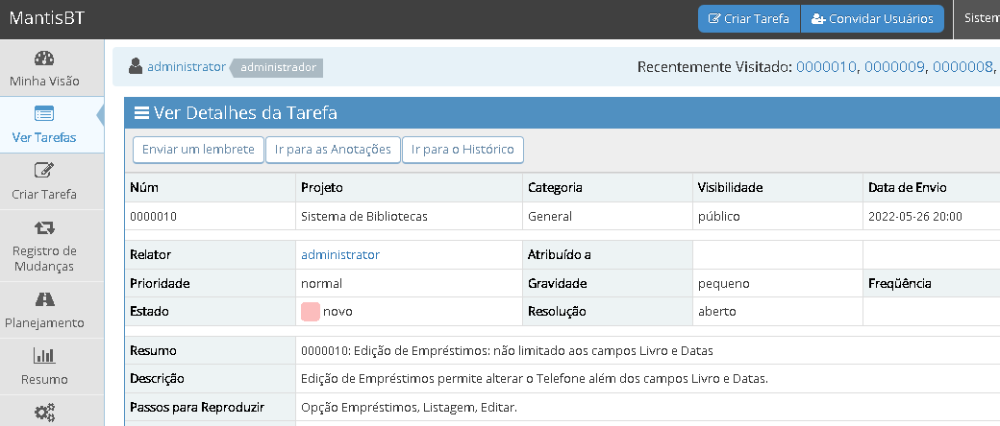 MantisBT
Criar Tarefa Convidar Usuários
administrator administrador
Recentemente Visitado: 0000010, 0000009, 0000008,
Minha Visão
Ver Tarefas
Criar Tarefa
Registro de
Mudanças
Planejamento
Resumo
Ver Detalhes da Tarefa
Enviar um lembrete Ir para as Anotações Ir para o Histórico
Núm Projeto Categoria Visibilidade Data de Envio
0000010 Sistema de Bibliotecas General público 2022-05-26 20:00
Relator administrator Atribuído a
Prioridade normal Gravidade pequeno Freqüência
Estado novo Resolução aberto
Resumo 0000010: Edição de Empréstimos: não limitado aos campos Livro e Datas
Descrição Edição de Empréstimos permite alterar o Telefone além dos campos Livro e Datas.
Passos para Reproduzir Opção Empréstimos, Listagem, Editar.